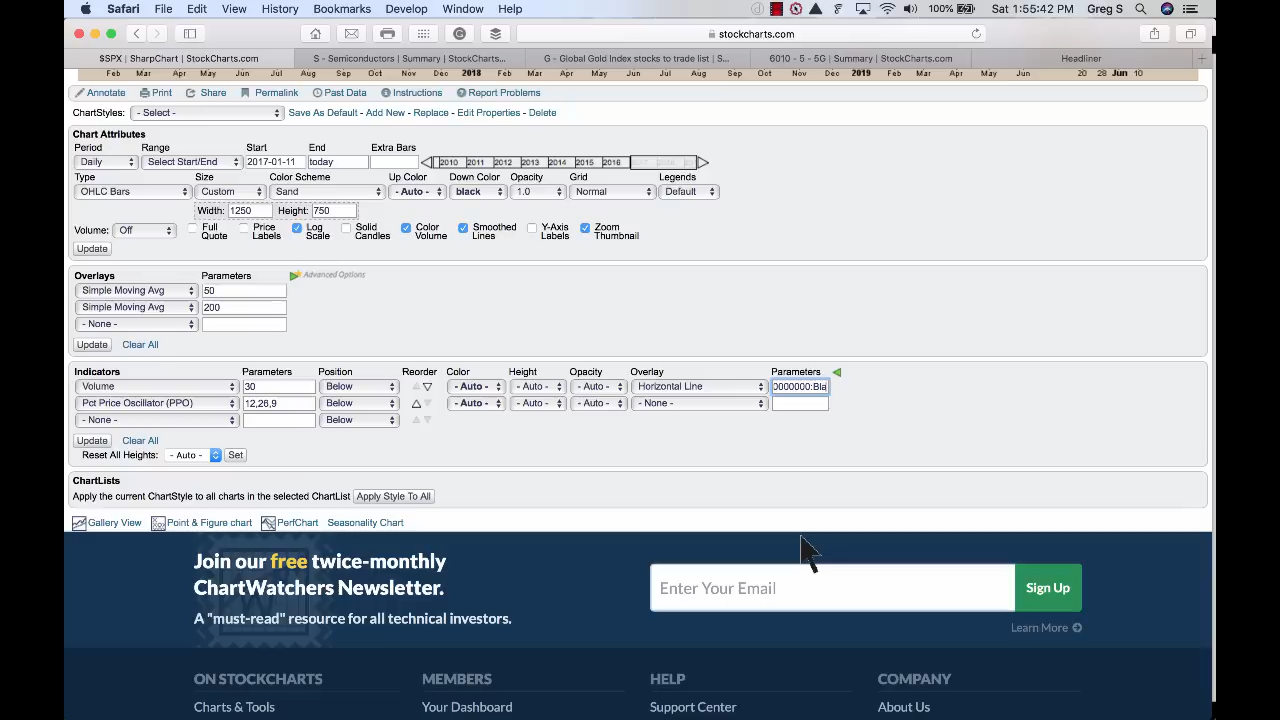 Safari File Edit View History Bookmarks Develop Window Help 100% Sat 1:55:42 PM Greg S
stockcharts.com
$SPX | SharpChart | StockCharts.com S - Semiconductors | Summary | StockCharts... G - Global Gold Index stocks to trade list | S... 6010 - 5 - 5G | Summary | StockCharts.com Headliner
Feb Mar Apr May Jun Jul Aug Sep Oct Nov Dec 2018 Feb Mar Apr May Jun Jul Aug Sep Oct Nov Dec 2019 Feb Mar Apr May Jun 20 28 Jun 10
Annotate Print Share Permalink Past Data Instructions Report Problems
ChartStyles: - Select - Save As Default - Add New - Replace - Edit Properties - Delete
Chart Attributes
Period Range Start End Extra Bars
Daily Select Start/End 2017-01-11 today 2010 2011 2012 2013 2014 2015 2016
Type Size Color Scheme Up Color Down Color Opacity Grid Legends
OHLC Bars Custom Sand - Auto - black 1.0 Normal Default
Width: 1250 Height: 750
Volume: Off Full Quote Price Labels Log Scale Solid Candles Color Volume Smoothed Lines Y-Axis Labels Zoom Thumbnail
Update
Overlays Parameters Advanced Options
Simple Moving Avg 50
Simple Moving Avg 200
- None -
Update Clear All
Indicators Parameters Position Reorder Color Height Opacity Overlay Parameters
Volume 30 Below - Auto - - Auto - - Auto - Horizontal Line 0000000:Bla
Pct Price Oscillator (PPO) 12,26,9 Below - Auto - - Auto - - Auto - - None -
- None - Below
Update Clear All
Reset All Heights: - Auto - Set
ChartLists
Apply the current ChartStyle to all charts in the selected ChartList Apply Style To All
Gallery View Point & Figure chart PerfChart Seasonality Chart
Join our free twice-monthly
ChartWatchers Newsletter.
A "must-read" resource for all technical investors.
Enter Your Email Sign Up
Learn More
ON STOCKCHARTS MEMBERS HELP COMPANY
Charts & Tools Your Dashboard Support Center About Us